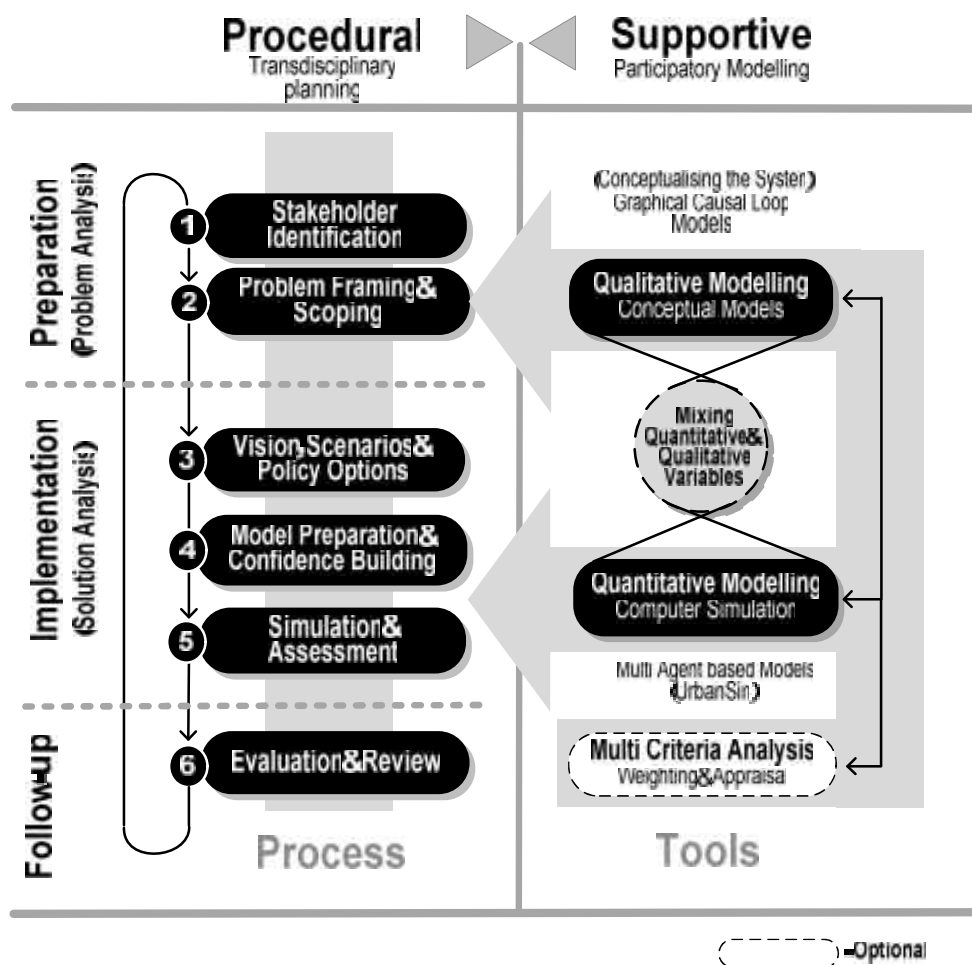 Procedural
Transdisciplinary
planning
Supportive
Participatory Modelling
Preparation
(Problem Analysis)
1
Stakeholder
Identification
2
Problem Framing&
Scoping
(Conceptualising the System)
Graphical Causal Loop
Models
Qualitative Modelling
Conceptual Models
Mixing
Quantitative&
Qualitative
Variables
Implementation
(Solution Analysis)
3
Vision,Scenarios&
Policy Options
4
Model Preparation&
Confidence Building
5
Simulation&
Assessment
Quantitative Modelling
Computer Simulation
Multi Agent based Models
(UrbanSim)
Follow-up
6
Evaluation&Review
Multi Criteria Analysis
Weighting&Appraisa
Process
Tools
=Optional